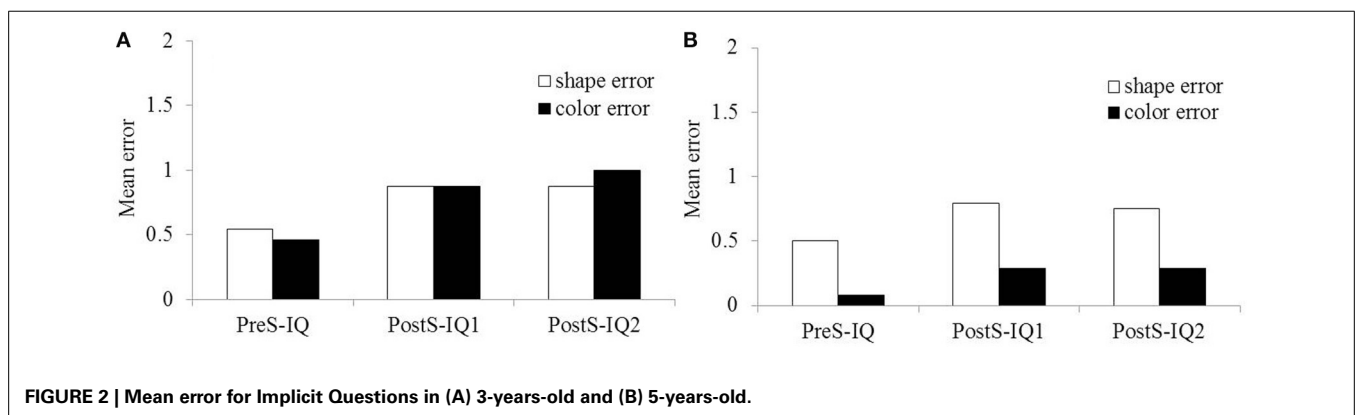 A
2
1.5
1
0.5
0
Mean error
shape error
color error
PreS-IQ PostS-IQ1 PostS-IQ2
B
2
1.5
1
0.5
0
Mean error
shape error
color error
PreS-IQ PostS-IQ1 PostS-IQ2
FIGURE 2 | Mean error for Implicit Questions in (A) 3-years-old and (B) 5-years-old.